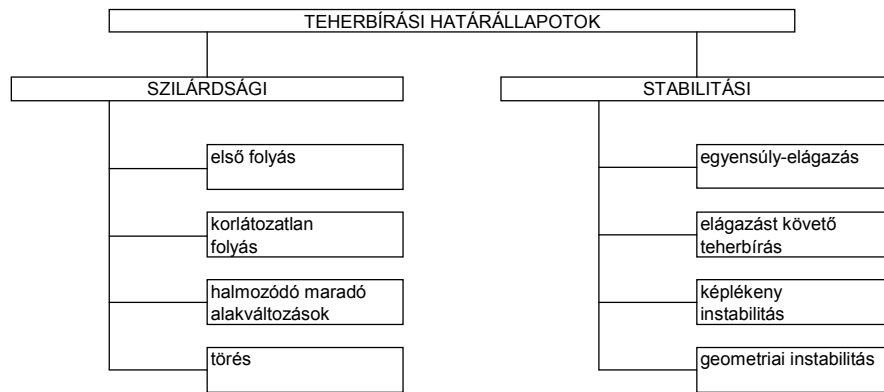 TEHERBÍRÁSI HATÁRÁLLAPOTOK
SZILÁRDSÁGI
első folyás
korlátozatlan
folyás
halmozódó maradó
alakváltozások
törés
STABILITÁSI
egyensúly-elágazás
elágazást követő
teherbírás
képlékeny
instabilitás
geometriai instabilitás